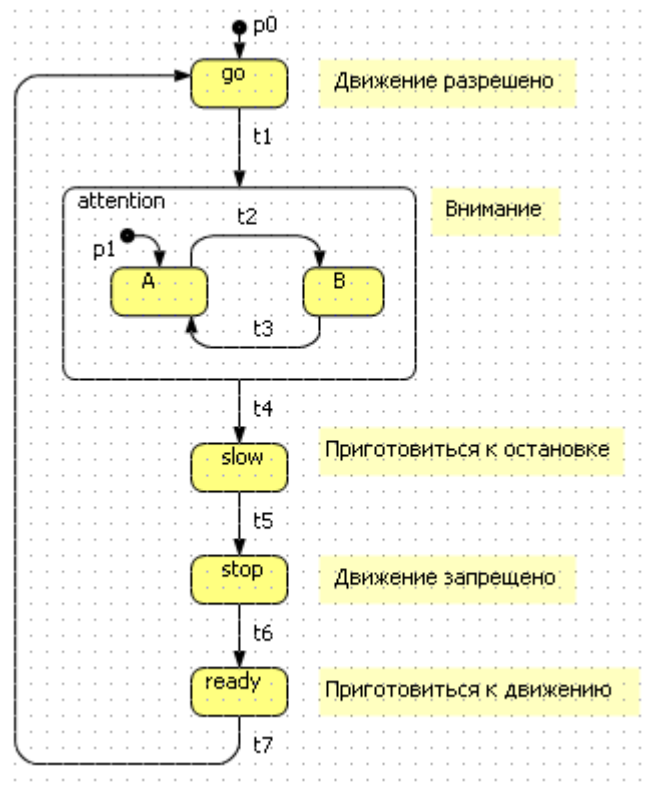 p0
go
Движение разрешено
t1
attention
Внимание
t2
p1
A
B
t3
t4
slow
Приготовиться к остановке
t5
stop
Движение запрещено
t6
ready
Приготовиться к движению
t7